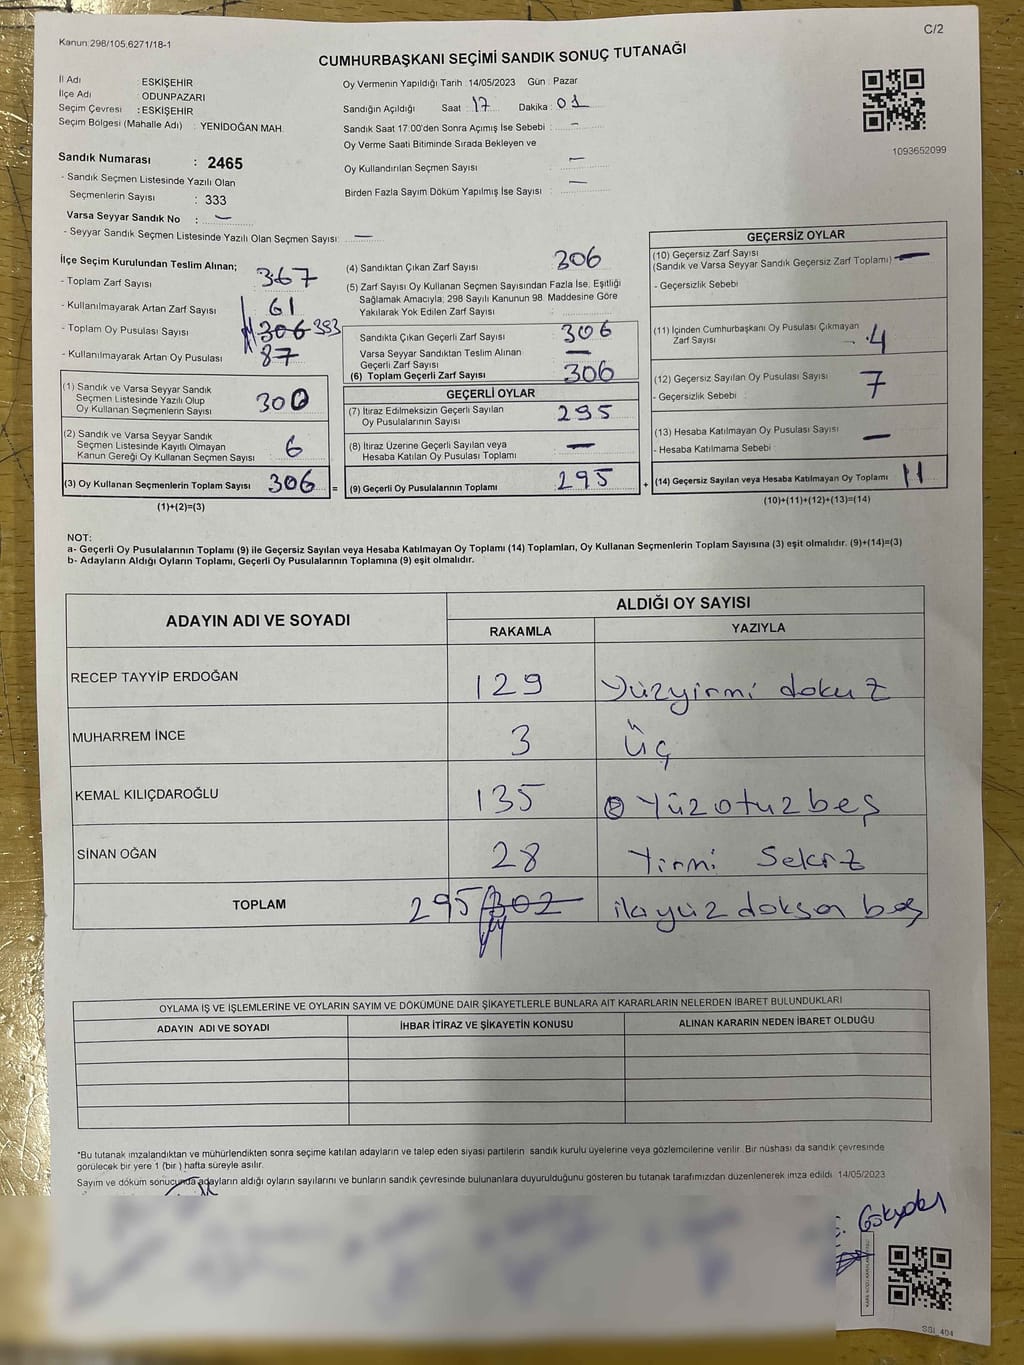 Kanun:298/105,6271/18-1
C/2
CUMHURBAŞKANI SEÇİMİ SANDIK SONUÇ TUTANAĞI
İl Adı : ESKİŞEHİR
İlçe Adı : ODUNPAZARI
Seçim Çevresi : ESKİŞEHİR
Seçim Bölgesi (Mahalle Adı) : YENİDOĞAN MAH.
Oy Vermenin Yapıldığı Tarih : 14/05/2023 Gün : Pazar
Sandığın Açıldığı Saat : 17 Dakika : 01
Sandık Saat 17:00'den Sonra Açımış İse Sebebi : -
Oy Verme Saati Bitiminde Sırada Bekleyen ve
Oy Kullandırılan Seçmen Sayısı : -
Birden Fazla Sayım Döküm Yapılmış İse Sayısı : -
1093652099
Sandık Numarası : 2465
- Sandık Seçmen Listesinde Yazılı Olan
Seçmenlerin Sayısı : 333
Varsa Seyyar Sandık No : -
- Seyyar Sandık Seçmen Listesinde Yazılı Olan Seçmen Sayısı: -
İlçe Seçim Kurulundan Teslim Alınan;
- Toplam Zarf Sayısı 367
- Kullanılmayarak Artan Zarf Sayısı 61
- Toplam Oy Pusulası Sayısı 306 393
- Kullanılmayarak Artan Oy Pusulası 87
(1) Sandık ve Varsa Seyyar Sandık
Seçmen Listesinde Yazılı Olup
Oy Kullanan Seçmenlerin Sayısı 300
(2) Sandık ve Varsa Seyyar Sandık
Seçmen Listesinde Kayıtlı Olmayan
Kanun Gereği Oy Kullanan Seçmen Sayısı 6
(3) Oy Kullanan Seçmenlerin Toplam Sayısı 306 =
(1)+(2)=(3)
(4) Sandıktan Çıkan Zarf Sayısı 306
(5) Zarf Sayısı Oy Kullanan Seçmen Sayısından Fazla İse, Eşitliği
Sağlamak Amacıyla; 298 Sayılı Kanunun 98. Maddesine Göre
Yakılarak Yok Edilen Zarf Sayısı
Sandıkta Çıkan Geçerli Zarf Sayısı 306
Varsa Seyyar Sandıktan Teslim Alınan
Geçerli Zarf Sayısı -
(6) Toplam Geçerli Zarf Sayısı 306
GEÇERLİ OYLAR
(7) İtiraz Edilmeksizin Geçerli Sayılan
Oy Pusulalarının Sayısı 295
(8) İtiraz Üzerine Geçerli Sayılan veya
Hesaba Katılan Oy Pusulası Toplamı -
(9) Geçerli Oy Pusulalarının Toplamı 295 +
GEÇERSİZ OYLAR
(10) Geçersiz Zarf Sayısı
(Sandık ve Varsa Seyyar Sandık Geçersiz Zarf Toplamı) -
- Geçersizlik Sebebi
(11) İçinden Cumhurbaşkanı Oy Pusulası Çıkmayan
Zarf Sayısı 4
(12) Geçersiz Sayılan Oy Pusulası Sayısı 7
- Geçersizlik Sebebi
(13) Hesaba Katılmayan Oy Pusulası Sayısı -
- Hesaba Katılmama Sebebi
(14) Geçersiz Sayılan veya Hesaba Katılmayan Oy Toplamı 11
(10)+(11)+(12)+(13)=(14)
NOT:
a- Geçerli Oy Pusulalarının Toplamı (9) ile Geçersiz Sayılan veya Hesaba Katılmayan Oy Toplamı (14) Toplamları, Oy Kullanan Seçmenlerin Toplam Sayısına (3) eşit olmalıdır. (9)+(14)=(3)
b- Adayların Aldığı Oyların Toplamı, Geçerli Oy Pusulalarının Toplamına (9) eşit olmalıdır.
ADAYIN ADI VE SOYADI ALDIĞI OY SAYISI
RAKAMLA YAZIYLA
RECEP TAYYİP ERDOĞAN 129 Yüzyirmi dokuz
MUHARREM İNCE 3 üç
KEMAL KILIÇDAROĞLU 135 Yüzotuzbeş
SİNAN OĞAN 28 Yirmi Sekiz
TOPLAM 295 302 ikiyüz doksan beş
OYLAMA İŞ VE İŞLEMLERİNE VE OYLARIN SAYIM VE DÖKÜMÜNE DAİR ŞİKAYETLERLE BUNLARA AİT KARARLARIN NELERDEN İBARET BULUNDUKLARI
ADAYIN ADI VE SOYADI İHBAR İTİRAZ VE ŞİKAYETİN KONUSU ALINAN KARARIN NEDEN İBARET OLDUĞU
*Bu tutanak imzalandıktan ve mühürlendikten sonra seçime katılan adayların ve talep eden siyasi partilerin sandık kurulu üyelerine veya gözlemcilerine verilir. Bir nüshası da sandık çevresinde
görülecek bir yere 1 (bir ) hafta süreyle asılır.
Sayım ve döküm sonucunda adayların aldığı oyların sayılarını ve bunların sandık çevresinde bulunanlara duyurulduğunu gösteren bu tutanak tarafımızdan düzenlenerek imza edildi. 14/05/2023